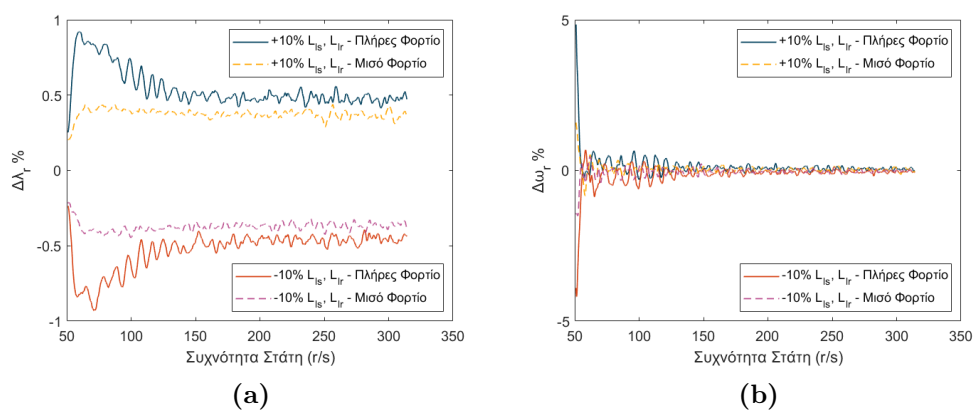 1
0.5
0
-0.5
-1
Δλr %
+10% Lls, Llr - Πλήρες Φορτίο
+10% Lls, Llr - Μισό Φορτίο
-10% Lls, Llr - Πλήρες Φορτίο
-10% Lls, Llr - Μισό Φορτίο
50 100 150 200 250 300 350
Συχνότητα Στάτη (r/s)
(a)
5
0
-5
Δωr %
+10% Lls, Llr - Πλήρες Φορτίο
+10% Lls, Llr - Μισό Φορτίο
-10% Lls, Llr - Πλήρες Φορτίο
-10% Lls, Llr - Μισό Φορτίο
50 100 150 200 250 300 350
Συχνότητα Στάτη (r/s)
(b)